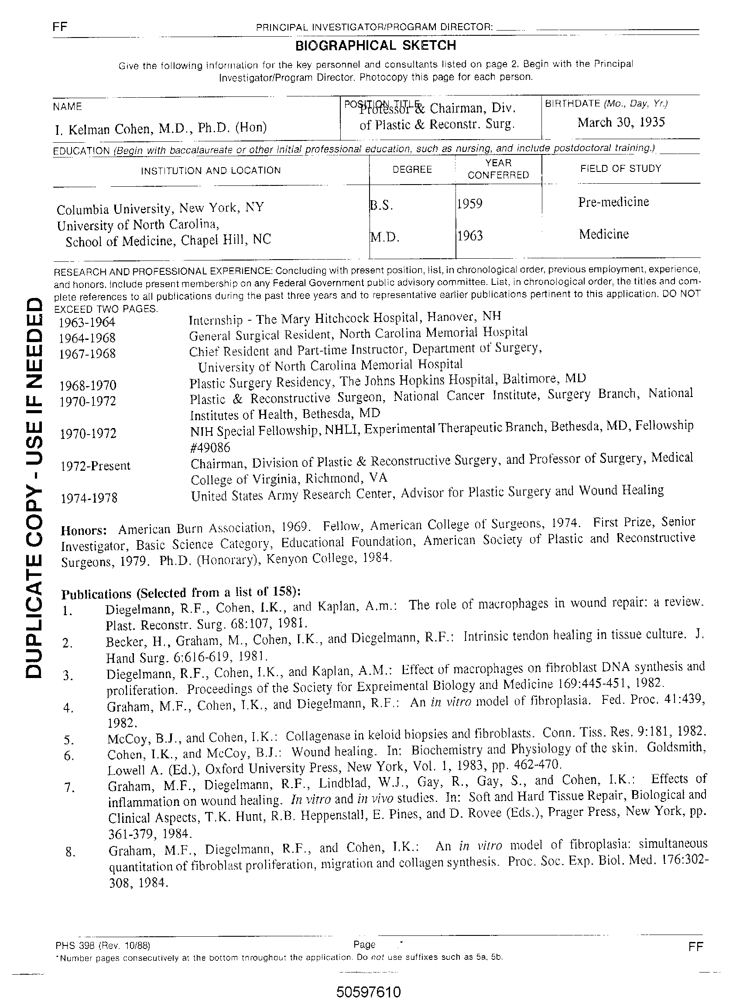 FF
PRINCIPAL INVESTIGATOR/PROGRAM DIRECTOR:
BIOGRAPHICAL SKETCH
Give the following information for the key personnel and consultants listed on page 2. Begin with the Principal
Investigator/Program Director. Photocopy this page for each person.
NAME
POSITION TITLE
BIRTHDATE (Mo., Day, Yr.)
I. Kelman Cohen, M.D., Ph.D. (Hon)
Professor & Chairman, Div.
of Plastic & Reconstr. Surg.
March 30, 1935
EDUCATION (Begin with baccalaureate or other initial professional education, such as nursing, and include postdoctoral training.)
INSTITUTION AND LOCATION
DEGREE
YEAR
CONFERRED
FIELD OF STUDY
Columbia University, New York, NY
B.S.
1959
Pre-medicine
University of North Carolina,
School of Medicine, Chapel Hill, NC
M.D.
1963
Medicine
RESEARCH AND PROFESSIONAL EXPERIENCE: Concluding with present position, list, in chronological order, previous employment, experience,
and honors. Include present membership on any Federal Government public advisory committee. List, in chronological order, the titles and com-
plete references to all publications during the past three years and to representative earlier publications pertinent to this application. DO NOT
EXCEED TWO PAGES.
1963-1964 Internship - The Mary Hitchcock Hospital, Hanover, NH
1964-1968 General Surgical Resident, North Carolina Memorial Hospital
1967-1968 Chief Resident and Part-time Instructor, Department of Surgery,
University of North Carolina Memorial Hospital
1968-1970 Plastic Surgery Residency, The Johns Hopkins Hospital, Baltimore, MD
1970-1972 Plastic & Reconstructive Surgeon, National Cancer Institute, Surgery Branch, National
Institutes of Health, Bethesda, MD
1970-1972 NIH Special Fellowship, NHLI, Experimental Therapeutic Branch, Bethesda, MD, Fellowship
#49086
1972-Present Chairman, Division of Plastic & Reconstructive Surgery, and Professor of Surgery, Medical
College of Virginia, Richmond, VA
1974-1978 United States Army Research Center, Advisor for Plastic Surgery and Wound Healing
Honors: American Burn Association, 1969. Fellow, American College of Surgeons, 1974. First Prize, Senior
Investigator, Basic Science Category, Educational Foundation, American Society of Plastic and Reconstructive
Surgeons, 1979. Ph.D. (Honorary), Kenyon College, 1984.
Publications (Selected from a list of 158):
1. Diegelmann, R.F., Cohen, I.K., and Kaplan, A.m.: The role of macrophages in wound repair: a review.
Plast. Reconstr. Surg. 68:107, 1981.
2. Becker, H., Graham, M., Cohen, I.K., and Diegelmann, R.F.: Intrinsic tendon healing in tissue culture. J.
Hand Surg. 6:616-619, 1981.
3. Diegelmann, R.F., Cohen, I.K., and Kaplan, A.M.: Effect of macrophages on fibroblast DNA synthesis and
proliferation. Proceedings of the Society for Expreimental Biology and Medicine 169:445-451, 1982.
4. Graham, M.F., Cohen, I.K., and Diegelmann, R.F.: An in vitro model of fibroplasia. Fed. Proc. 41:439,
1982.
5. McCoy, B.J., and Cohen, I.K.: Collagenase in keloid biopsies and fibroblasts. Conn. Tiss. Res. 9:181, 1982.
6. Cohen, I.K., and McCoy, B.J.: Wound healing. In: Biochemistry and Physiology of the skin. Goldsmith,
Lowell A. (Ed.), Oxford University Press, New York, Vol. 1, 1983, pp. 462-470.
7. Graham, M.F., Diegelmann, R.F., Lindblad, W.J., Gay, R., Gay, S., and Cohen, I.K.: Effects of
inflammation on wound healing. In vitro and in vivo studies. In: Soft and Hard Tissue Repair, Biological and
Clinical Aspects, T.K. Hunt, R.B. Heppenstall, E. Pines, and D. Rovee (Eds.), Prager Press, New York, pp.
361-379, 1984.
8. Graham, M.F., Diegelmann, R.F., and Cohen, I.K.: An in vitro model of fibroplasia: simultaneous
quantitation of fibroblast proliferation, migration and collagen synthesis. Proc. Soc. Exp. Biol. Med. 176:302-
308, 1984.
DUPLICATE COPY - USE IF NEEDED
PHS 398 (Rev. 10/88)
Page *
FF
*Number pages consecutively at the bottom throughout the application. Do not use suffixes such as 5a, 5b.
50597610